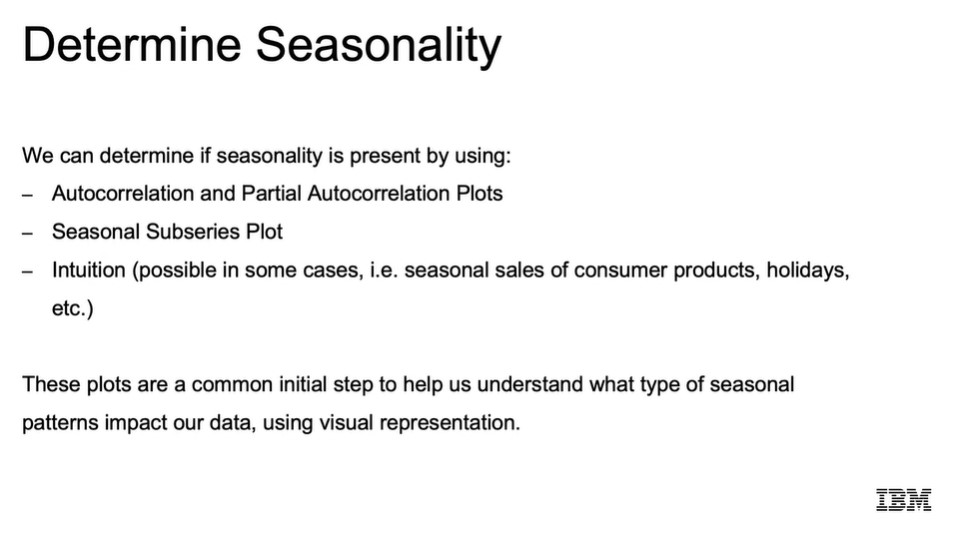 Determine Seasonality
We can determine if seasonality is present by using:
– Autocorrelation and Partial Autocorrelation Plots
– Seasonal Subseries Plot
– Intuition (possible in some cases, i.e. seasonal sales of consumer products, holidays,
etc.)
These plots are a common initial step to help us understand what type of seasonal
patterns impact our data, using visual representation.
IBM